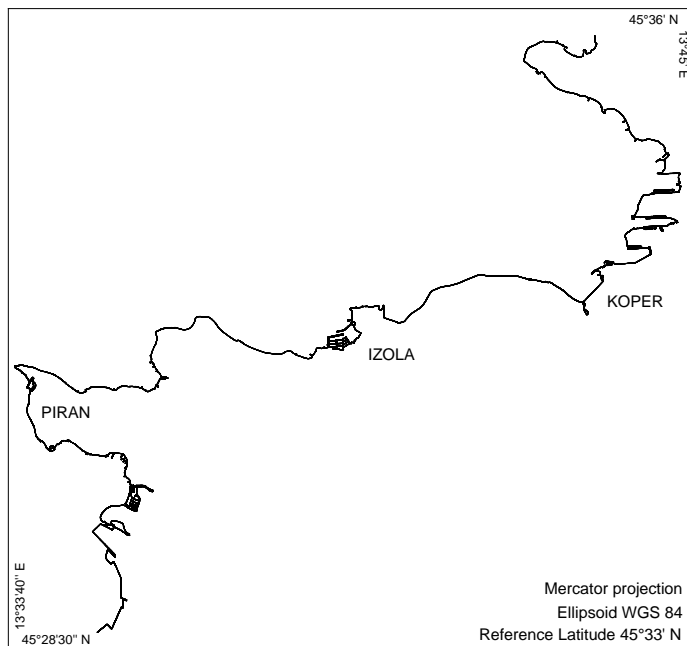 45°36' N
13°45' E
KOPER
IZOLA
PIRAN
13°33'40'' E
45°28'30'' N
Mercator projection
Ellipsoid WGS 84
Reference Latitude 45°33' N